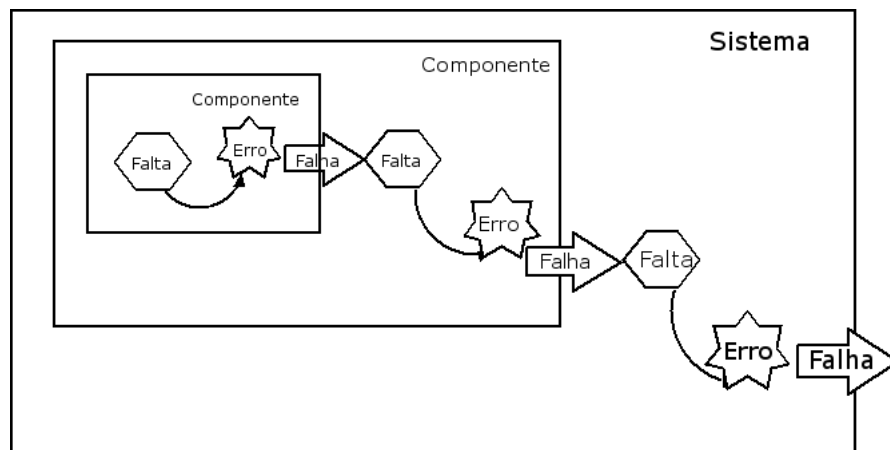 Sistema
Componente
Componente
Falta
Erro
Falha
Falta
Erro
Falha
Falta
Erro
Falha